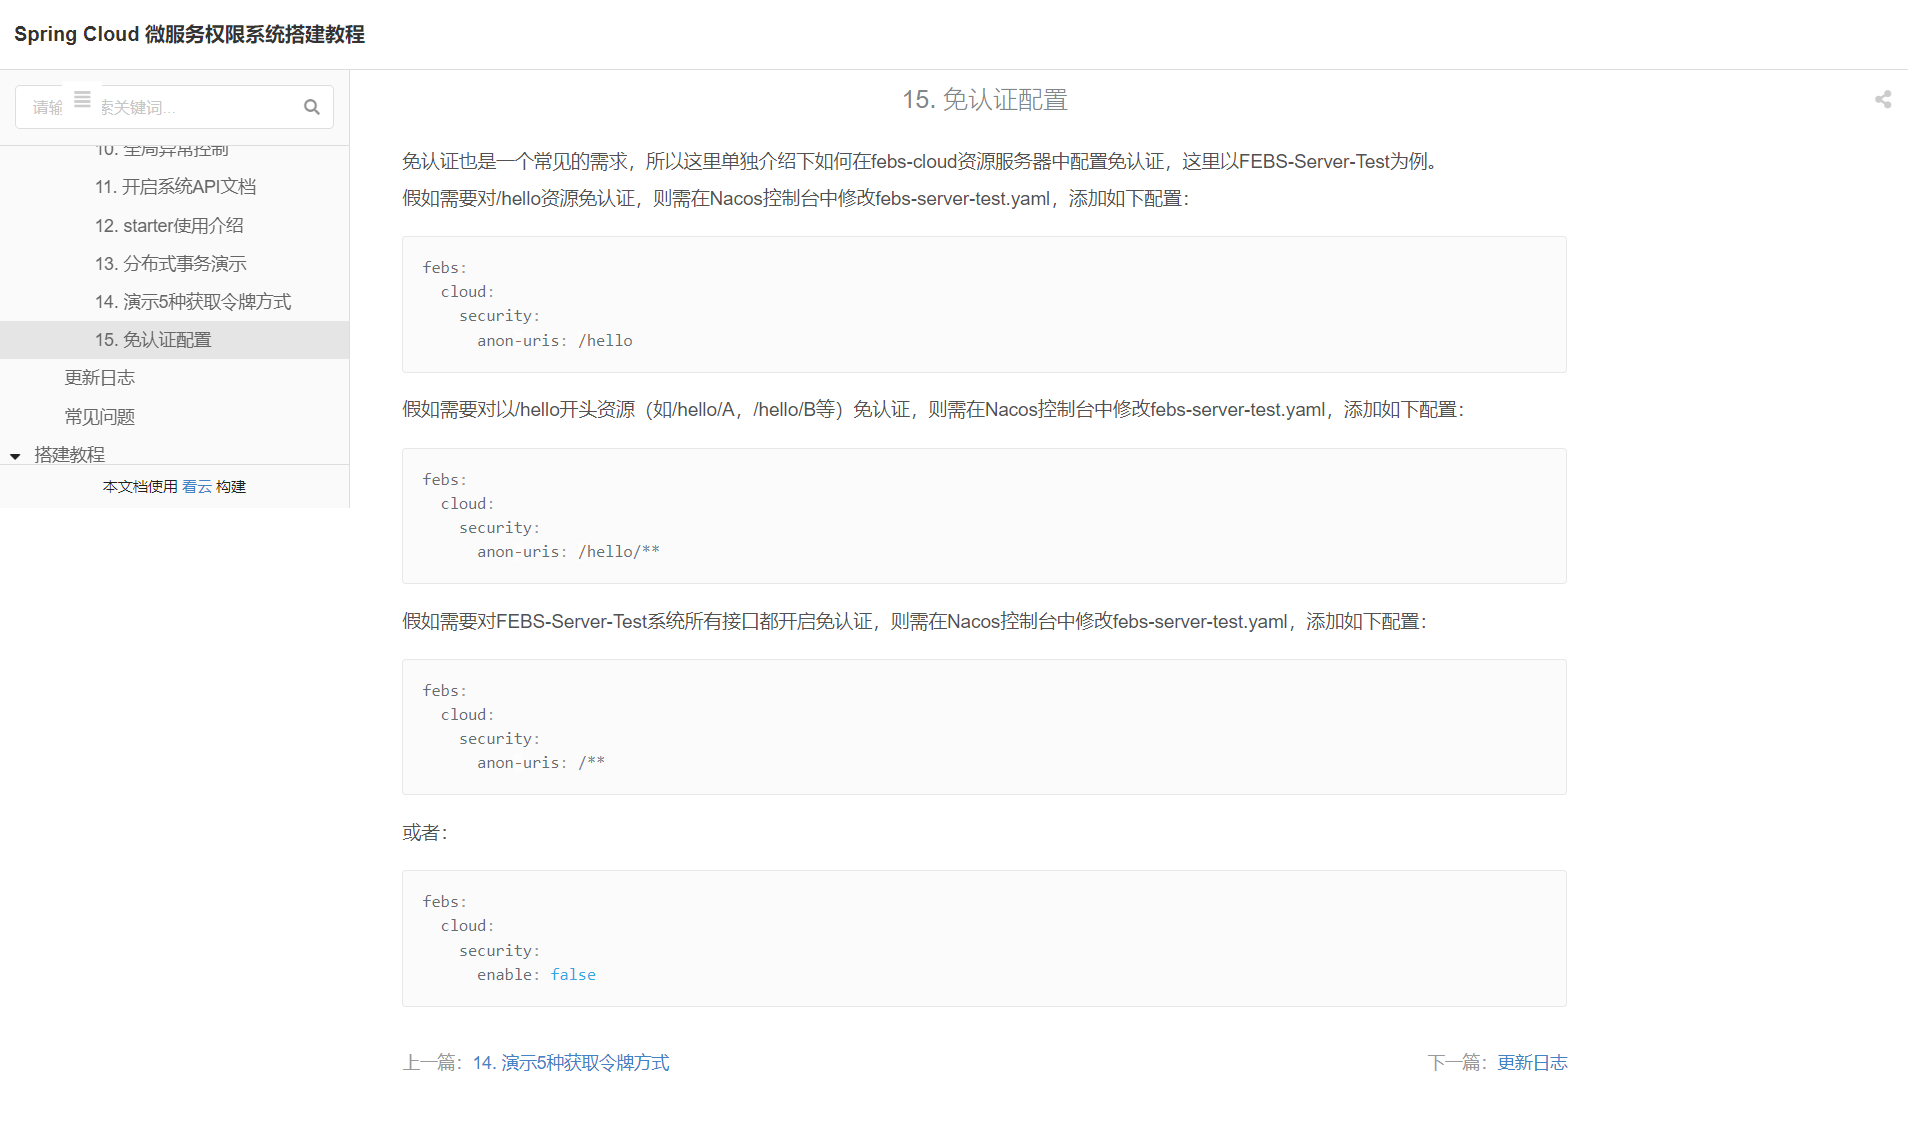 Spring Cloud 微服务权限系统搭建教程
请输 索关键词...
10. 全局异常控制
11. 开启系统API文档
12. starter使用介绍
13. 分布式事务演示
14. 演示5种获取令牌方式
15. 免认证配置
更新日志
常见问题
搭建教程
本文档使用 看云 构建
15. 免认证配置
免认证也是一个常见的需求，所以这里单独介绍下如何在febs-cloud资源服务器中配置免认证，这里以FEBS-Server-Test为例。
假如需要对/hello资源免认证，则需在Nacos控制台中修改febs-server-test.yaml，添加如下配置：
febs:
  cloud:
    security:
      anon-uris: /hello
假如需要对以/hello开头资源（如/hello/A，/hello/B等）免认证，则需在Nacos控制台中修改febs-server-test.yaml，添加如下配置：
febs:
  cloud:
    security:
      anon-uris: /hello/**
假如需要对FEBS-Server-Test系统所有接口都开启免认证，则需在Nacos控制台中修改febs-server-test.yaml，添加如下配置：
febs:
  cloud:
    security:
      anon-uris: /**
或者：
febs:
  cloud:
    security:
      enable: false
上一篇：14. 演示5种获取令牌方式
下一篇：更新日志